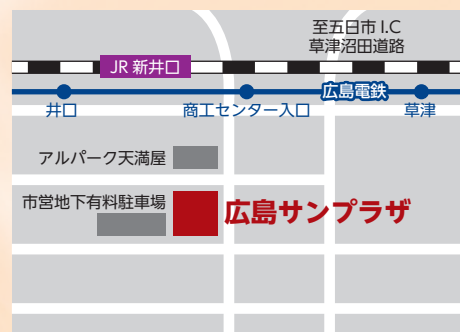 至五日市 I.C
草津沼田道路
JR 新井口
広島電鉄
井口
商工センター入口
草津
アルパーク天満屋
市営地下有料駐車場
広島サンプラザ